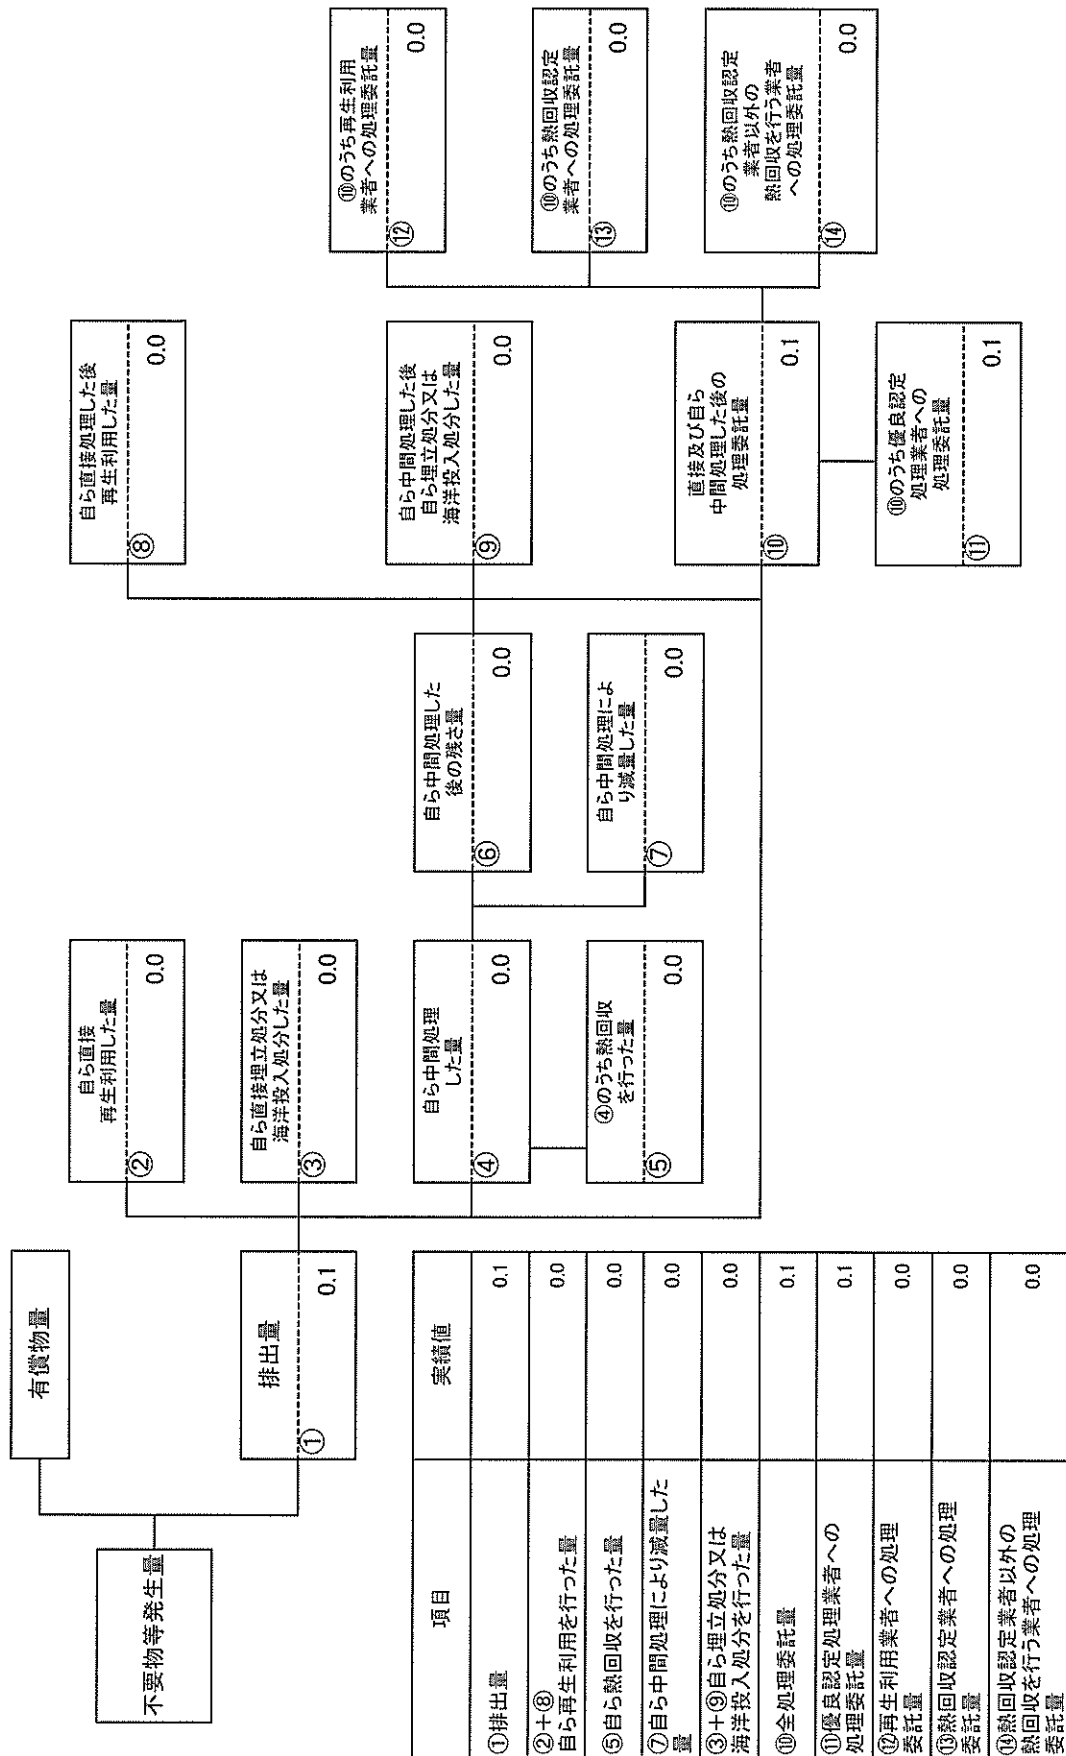 不要物等発生量
有償物量
排出量
①
0.1
自ら直接
再生利用した量
②
0.0
自ら直接埋立処分又は
海洋投入処分した量
③
0.0
自ら中間処理
した量
④
0.0
④のうち熱回収
を行った量
⑤
0.0
自ら中間処理した
後の残さ量
⑥
0.0
自ら中間処理によ
り減量した量
⑦
0.0
自ら直接処理した後
再生利用した量
⑧
0.0
自ら中間処理した後
自ら埋立処分又は
海洋投入処分した量
⑨
0.0
直接及び自ら
中間処理した後の
処理委託量
⑩
0.1
⑩のうち優良認定
処理業者への
処理委託量
⑪
0.1
⑩のうち再生利用
業者への処理委託量
⑫
0.0
⑩のうち熱回収認定
業者への処理委託量
⑬
0.0
⑩のうち熱回収認定
業者以外の
熱回収を行う業者
への処理委託量
⑭
0.0
項目 実績値
①排出量 0.1
②+⑧
自ら再生利用を行った量 0.0
⑤自ら熱回収を行った量 0.0
⑦自ら中間処理により減量した
量 0.0
③+⑨自ら埋立処分又は
海洋投入処分を行った量 0.0
⑩全処理委託量 0.1
⑪優良認定処理業者への
処理委託量 0.1
⑫再生利用業者への処理
委託量 0.0
⑬熱回収認定業者への処理
委託量 0.0
⑭熱回収認定業者以外の
熱回収を行う業者への処理
委託量 0.0